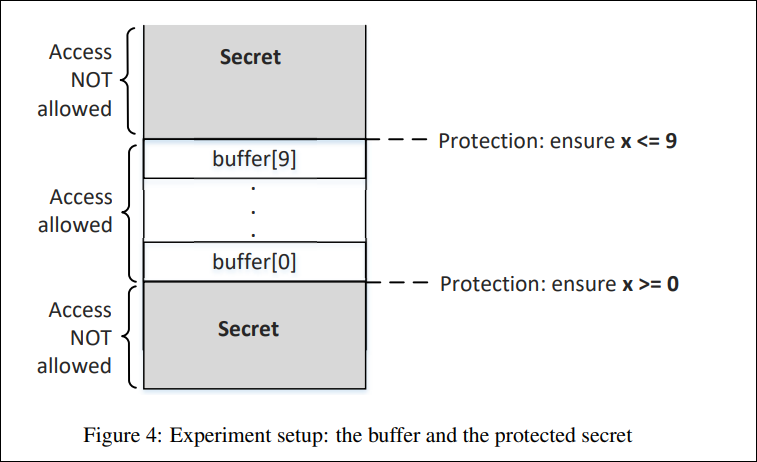 Access
NOT
allowed
Secret
Protection: ensure x <= 9
buffer[9]
.
.
.
Access
allowed
buffer[0]
Protection: ensure x >= 0
Access
NOT
allowed
Secret
Figure 4: Experiment setup: the buffer and the protected secret